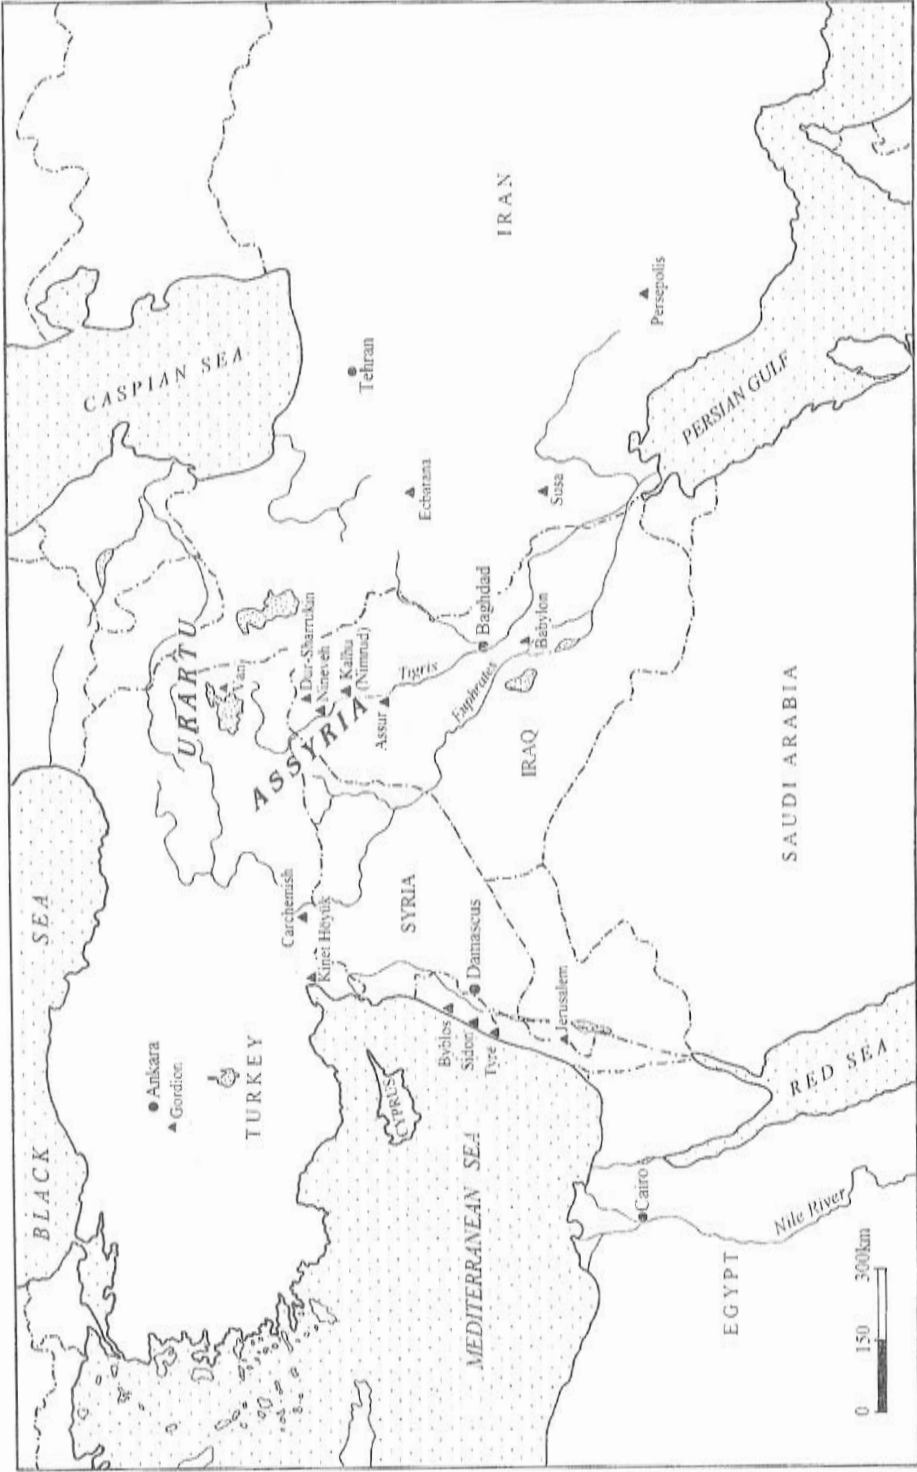 BLACK SEA
CASPIAN SEA
Ankara
Gordion
TURKEY
URARTU
Van
Tehran
Carchemish
Kinet Höyük
ASSYRIA
Dur-Sharrukin
Nineveh
Kalhu
(Nimrud)
Assur
Tigris
Ecbatana
IRAN
CYPRUS
SYRIA
Euphrates
Baghdad
Babylon
Susa
Persepolis
MEDITERRANEAN SEA
Byblos
Sidon
Tyre
Damascus
IRAQ
Jerusalem
PERSIAN GULF
Cairo
EGYPT
Nile River
RED SEA
SAUDI ARABIA
0 150 300km